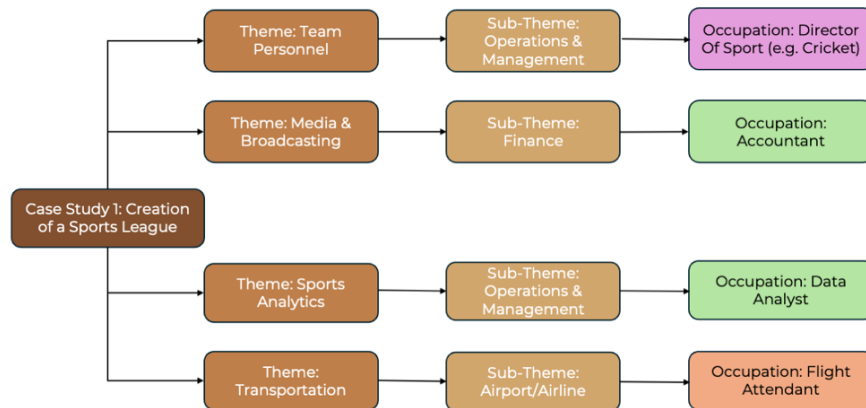 Theme: Team
Personnel
Sub-Theme:
Operations &
Management
Occupation: Director
Of Sport (e.g. Cricket)
Theme: Media &
Broadcasting
Sub-Theme:
Finance
Occupation:
Accountant
Case Study 1: Creation
of a Sports League
Theme: Sports
Analytics
Sub-Theme:
Operations &
Management
Occupation: Data
Analyst
Theme:
Transportation
Sub-Theme:
Airport/Airline
Occupation: Flight
Attendant